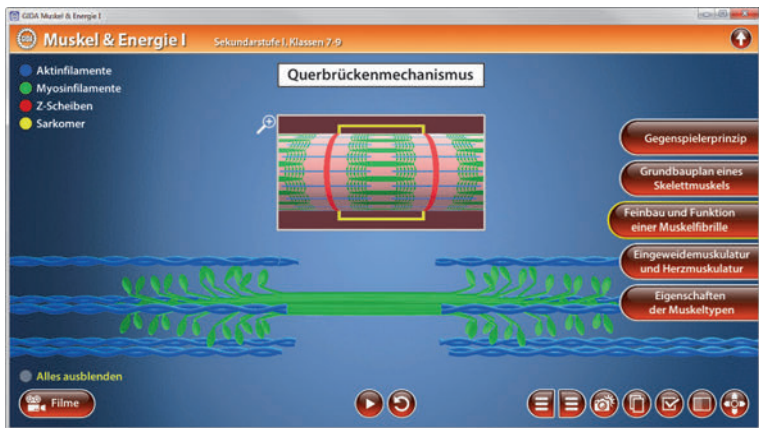 GIDA Muskel & Energie I
GIDA
Muskel & Energie I
Sekundarstufe I, Klassen 7-9
Aktinfilamente
Myosinfilamente
Z-Scheiben
Sarkomer
Querbrückenmechanismus
Gegenspielerprinzip
Grundbauplan eines
Skelettmuskels
Feinbau und Funktion
einer Muskelfibrille
Eingeweidemuskulatur
und Herzmuskulatur
Eigenschaften
der Muskeltypen
Alles ausblenden
Filme